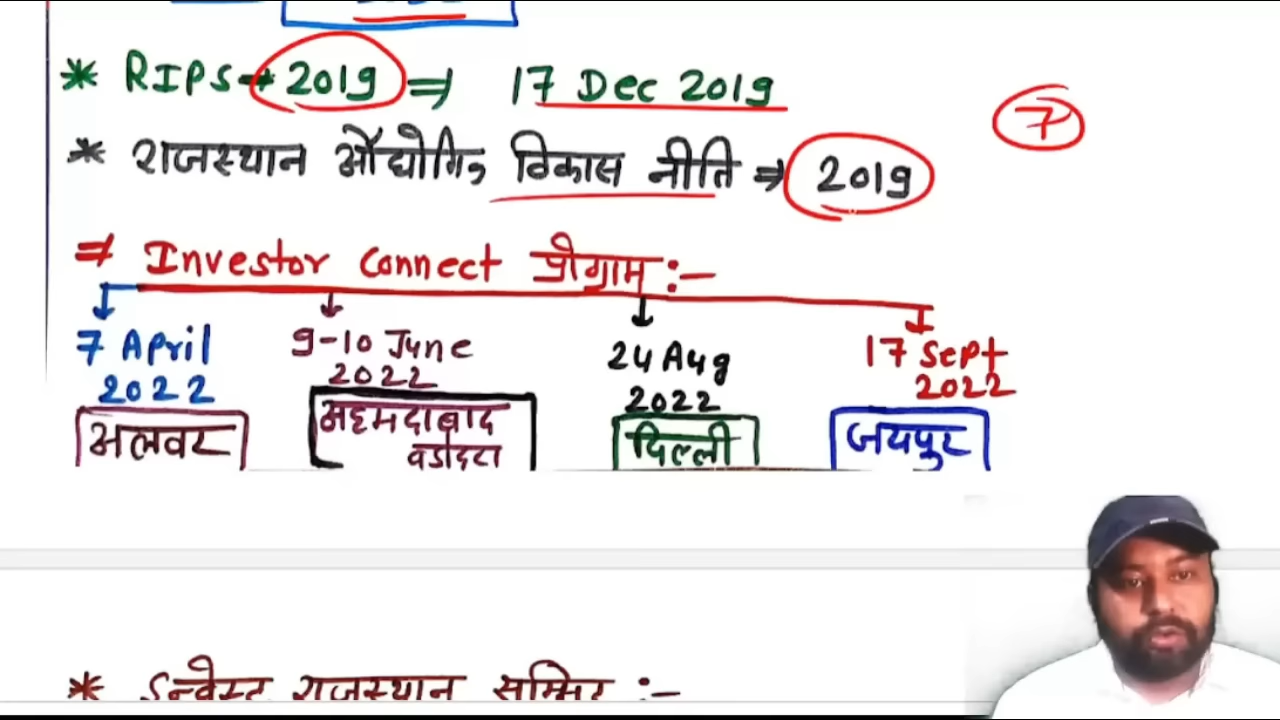 * RIPS → 2019 ⇒ 17 Dec 2019
7
* राजस्थान औद्योगिक विकास नीति ⇒ 2019
⇒ Investor Connect प्रोग्राम :-
7 April 2022
9-10 June 2022
24 Aug 2022
17 Sept 2022
अलवर
अहमदाबाद
वडोदरा
दिल्ली
जयपुर
* इन्वेस्ट राजस्थान सम्मिट :-